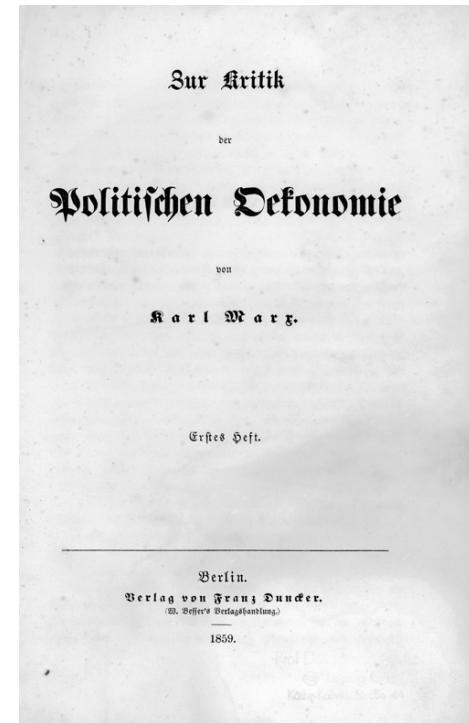 Zur Kritik
der
Politiſchen Oekonomie
von
Karl Marx.
Erſtes Heft.
Berlin.
Verlag von Franz Duncker.
(W. Beſſer's Verlagshandlung.)
1859.